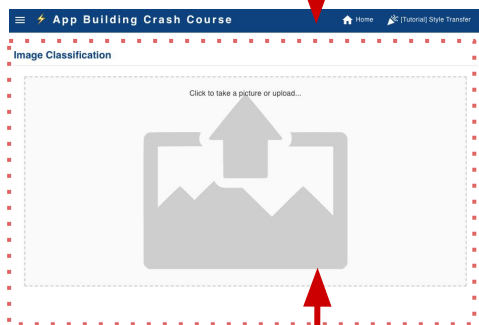 App Building Crash Course
Home
[Tutorial] Style Transfer
Image Classification
Click to take a picture or upload...